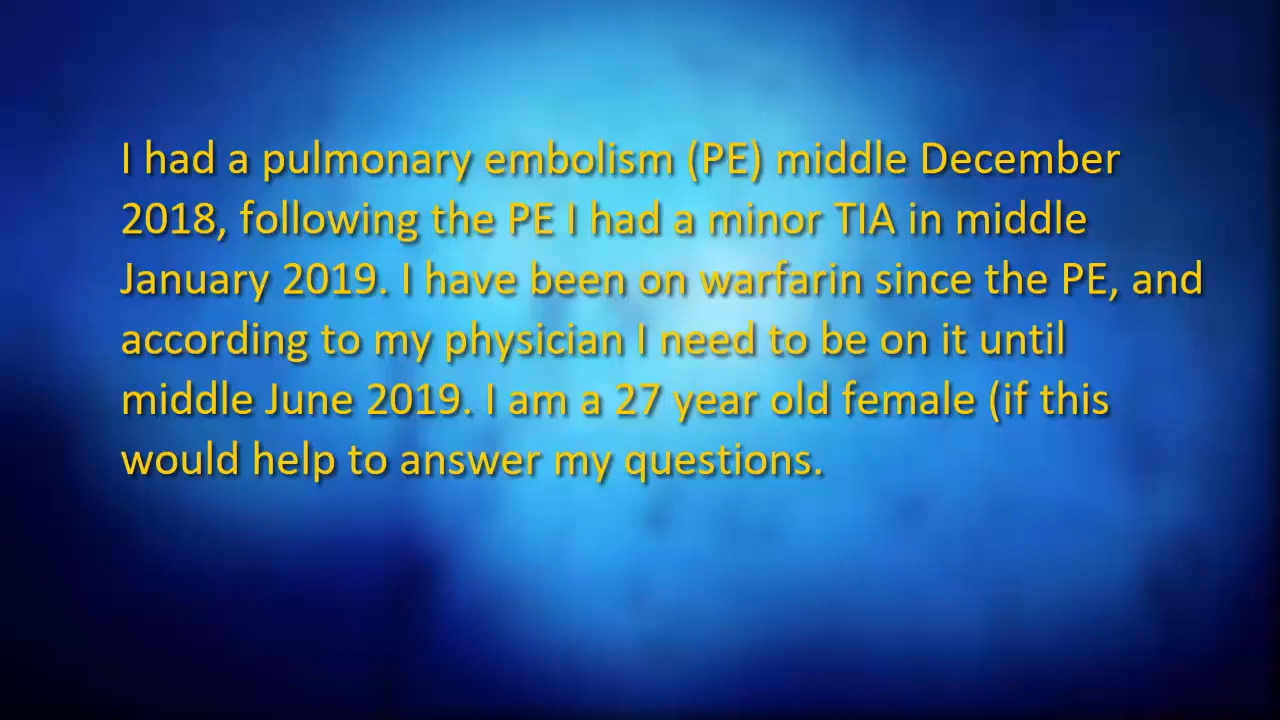 I had a pulmonary embolism (PE) middle December
2018, following the PE I had a minor TIA in middle
January 2019. I have been on warfarin since the PE, and
according to my physician I need to be on it until
middle June 2019. I am a 27 year old female (if this
would help to answer my questions.